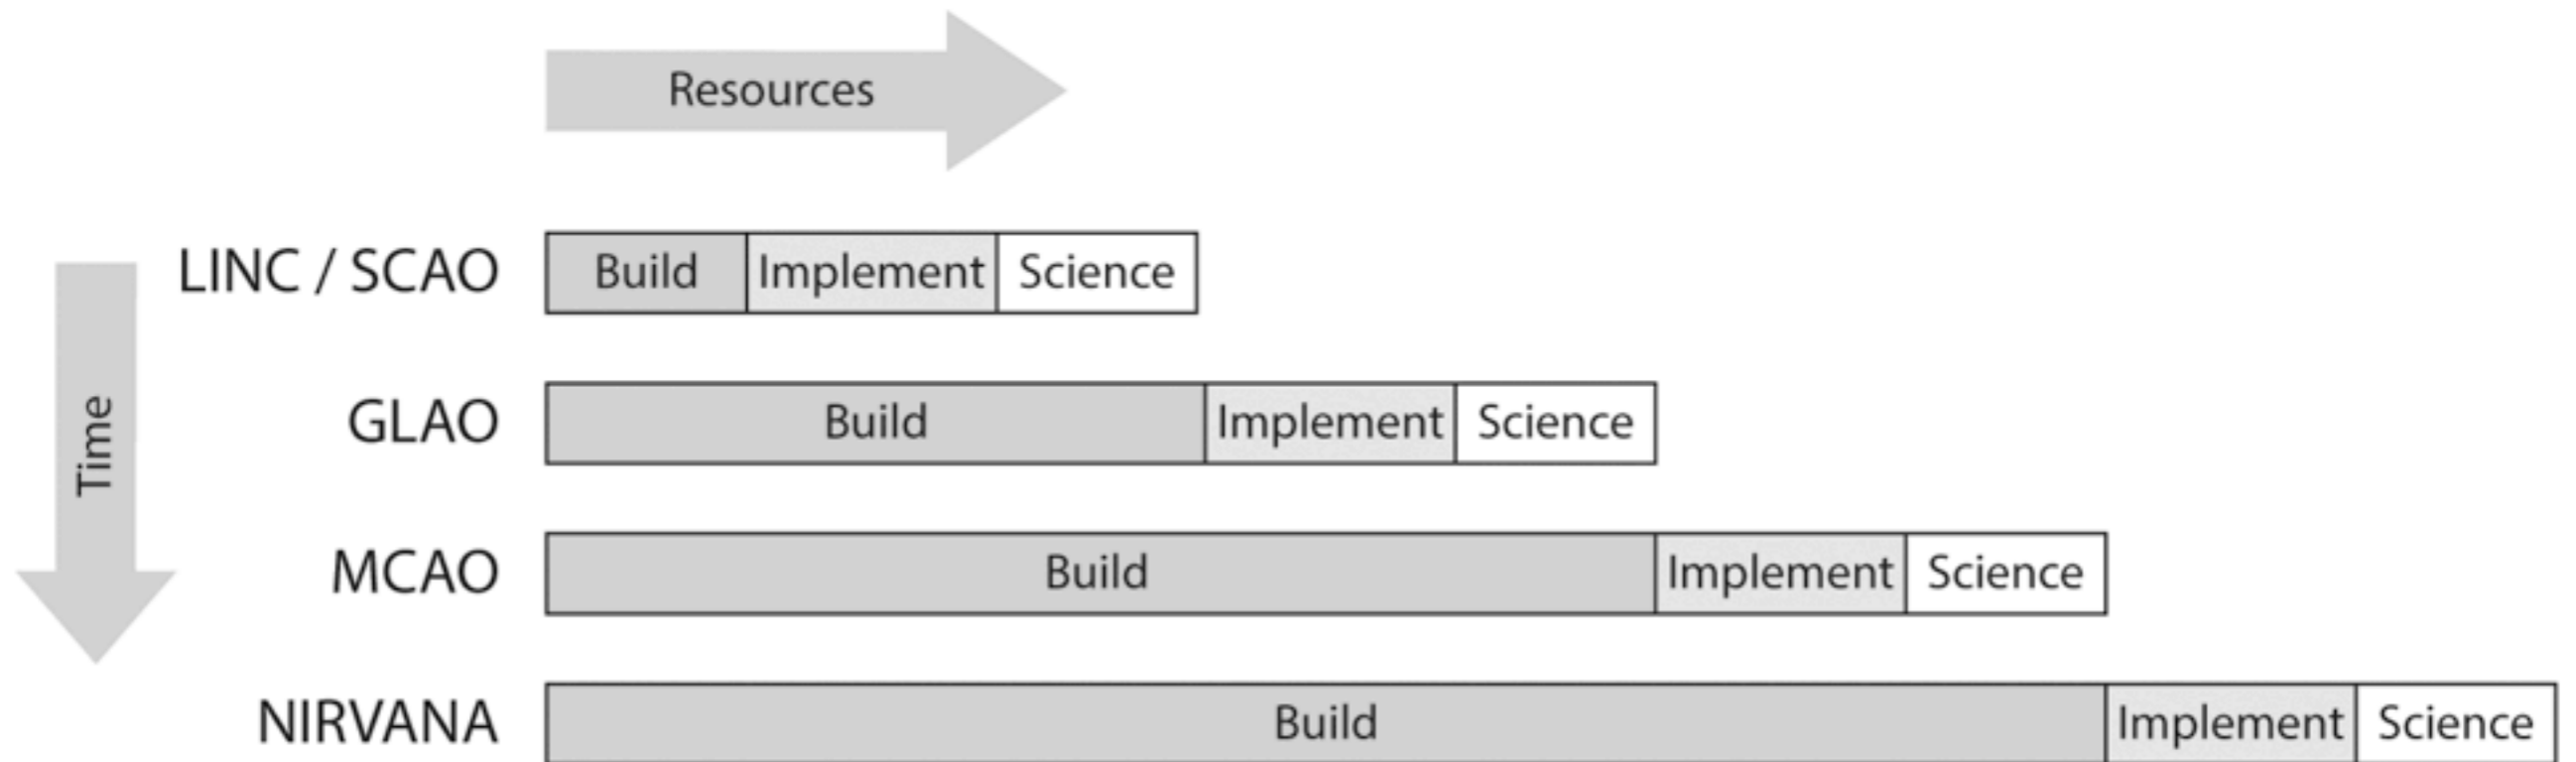 Resources
LINC / SCAO Build Implement Science
Time
GLAO Build Implement Science
MCAO Build Implement Science
NIRVANA Build Implement Science